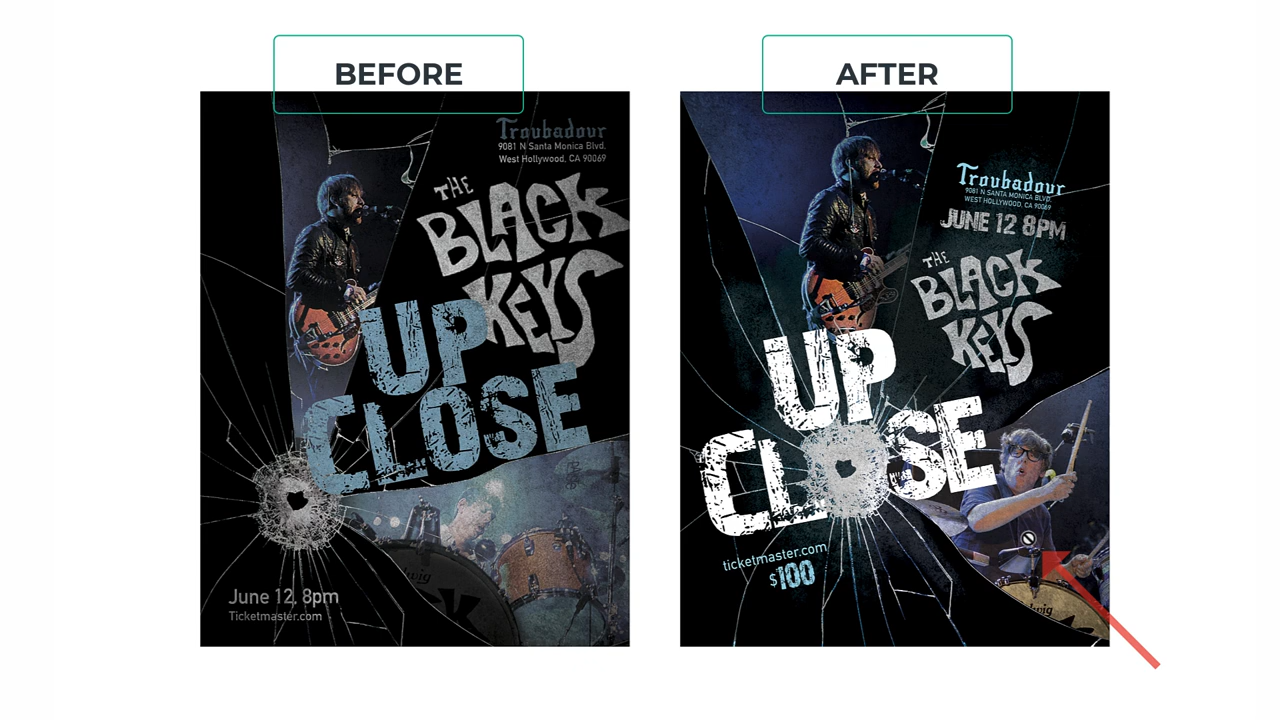 BEFORE
Troubadour
9081 N Santa Monica Blvd.
West Hollywood, CA 90069
THE
BLACK
KEYS
UP
CLOSE
June 12, 8pm
Ticketmaster.com
AFTER
Troubadour
9081 N SANTA MONICA BLVD.
WEST HOLLYWOOD, CA 90069
JUNE 12 8PM
THE
BLACK
KEYS
UP
CLOSE
ticketmaster.com
$100